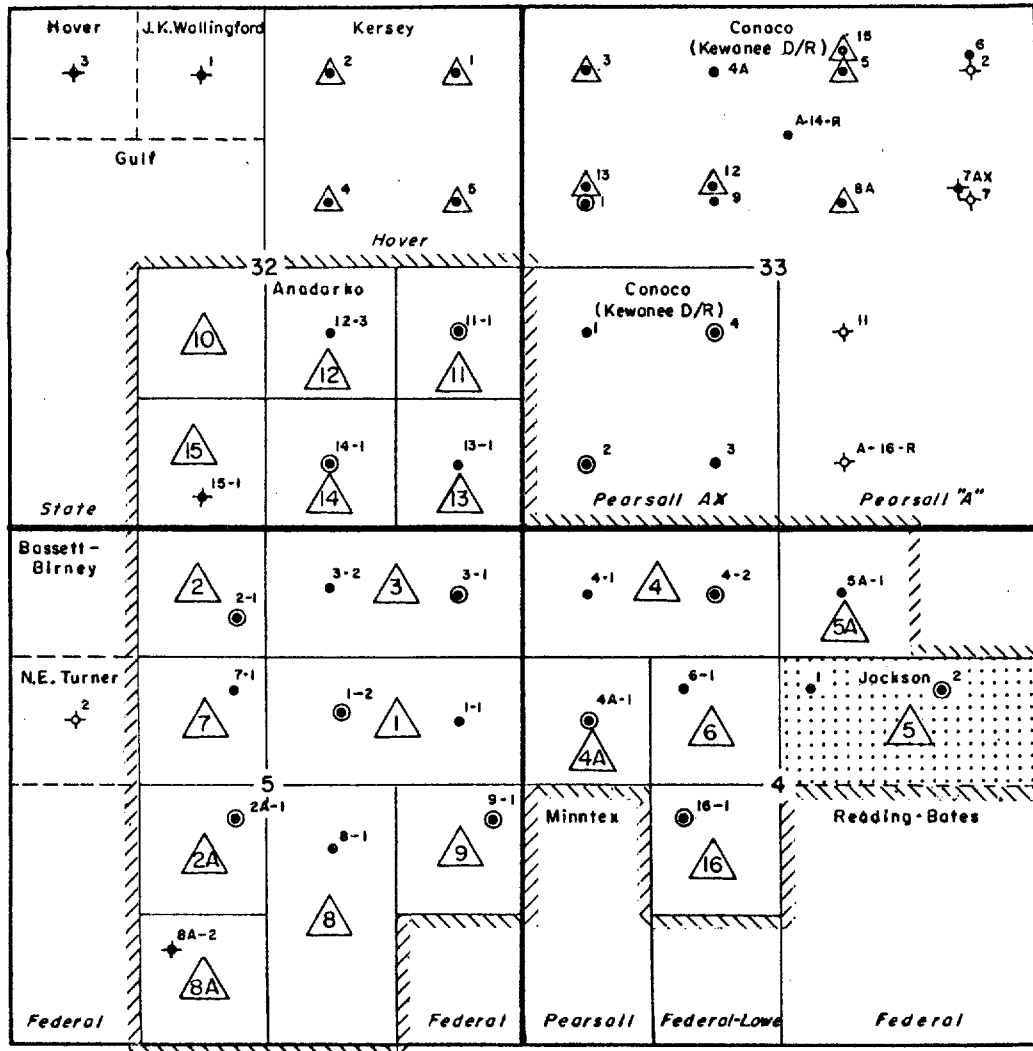 Hover
J.K.Wallingford
Kersey
Conoco
(Kewanee D/R)
3
1
2
1
3
4A
15
5
6
2
A-14-R
Gulf
4
5
13
1
12
9
8A
7AX
7
Hover
32
33
Anadarko
Conoco
(Kewanee D/R)
10
12-3
12
11-1
11
1
4
11
15
15-1
14-1
14
13-1
13
2
3
A-16-R
State
Pearsall AX
Pearsall "A"
Bassett-
Birney
2
2-1
3-2
3
3-1
4-1
4
4-2
5A-1
5A
N.E. Turner
2
7-1
7
1-2
1
1-1
4A-1
4A
6-1
6
1
Jackson
2
5
5
4
2A-1
2A
8-1
8
9-1
9
Minntex
16-1
16
Reading-Bates
8A-2
8A
Federal
Federal
Pearsall
Federal-Lowe
Federal